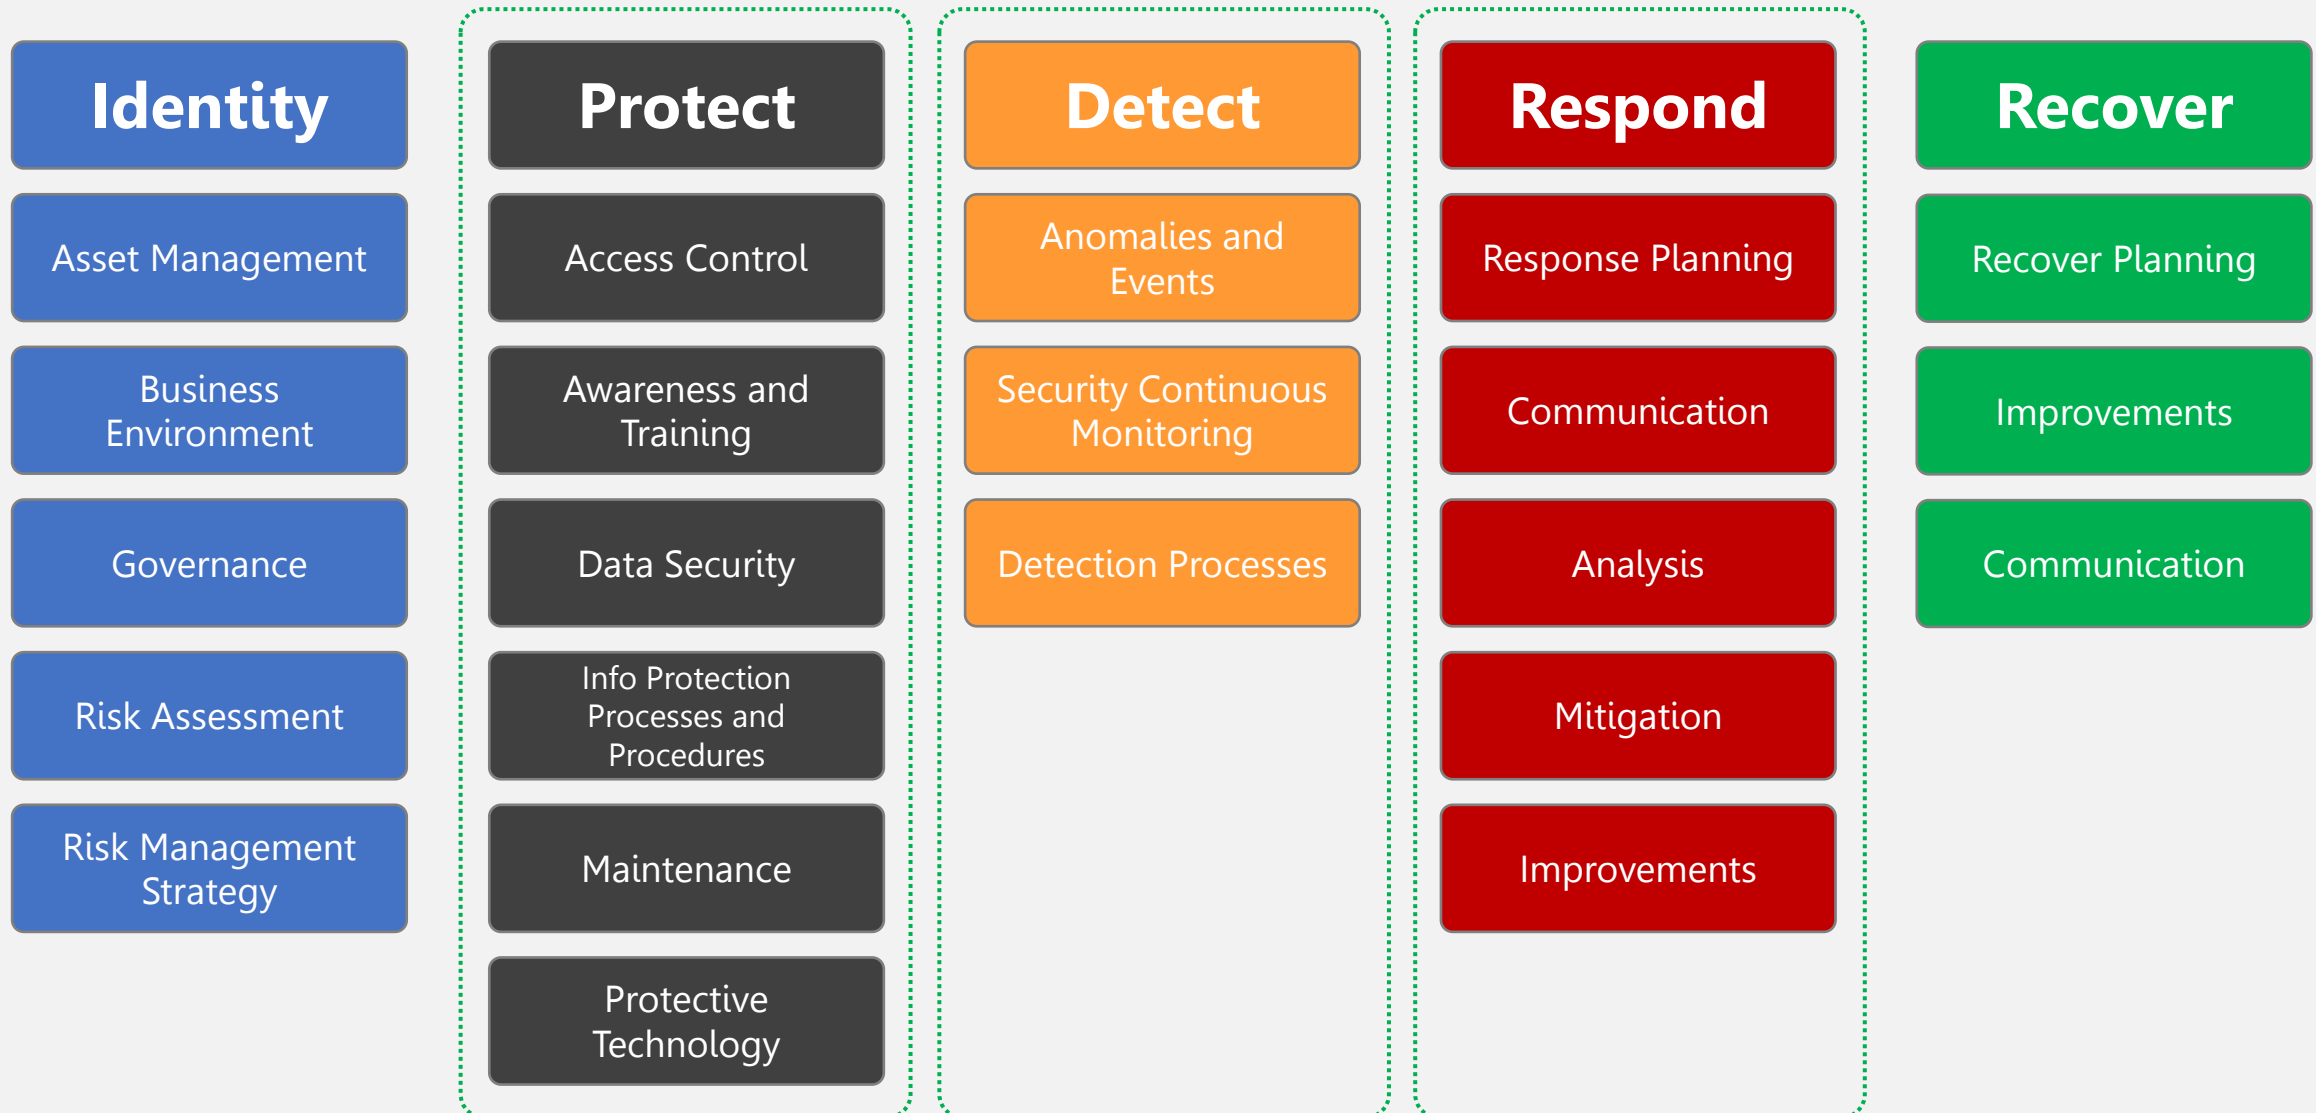 Identity
Asset Management
Business
Environment
Governance
Risk Assessment
Risk Management
Strategy
Protect
Access Control
Awareness and
Training
Data Security
Info Protection
Processes and
Procedures
Maintenance
Protective
Technology
Detect
Anomalies and
Events
Security Continuous
Monitoring
Detection Processes
Respond
Response Planning
Communication
Analysis
Mitigation
Improvements
Recover
Recover Planning
Improvements
Communication